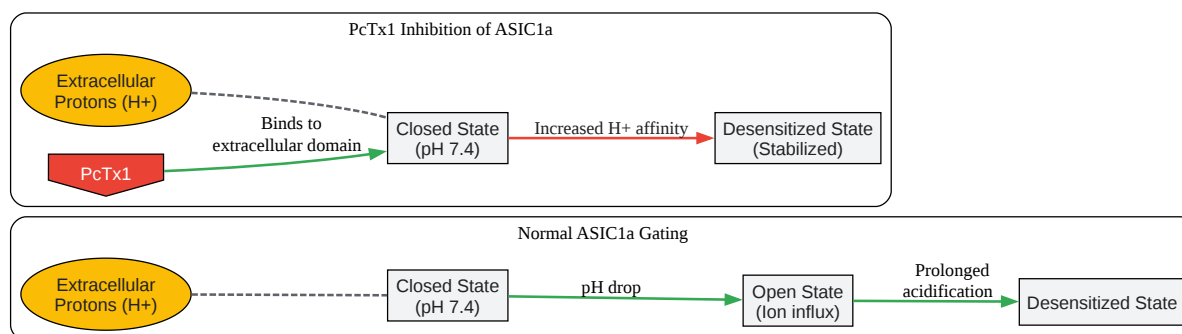 PcTx1 Inhibition of ASIC1a
Extracellular
Protons (H+)
Binds to
extracellular domain
PcTx1
Closed State
(pH 7.4)
Increased H+ affinity
Desensitized State
(Stabilized)
Normal ASIC1a Gating
Extracellular
Protons (H+)
Closed State
(pH 7.4)
pH drop
Open State
(Ion influx)
Prolonged
acidification
Desensitized State